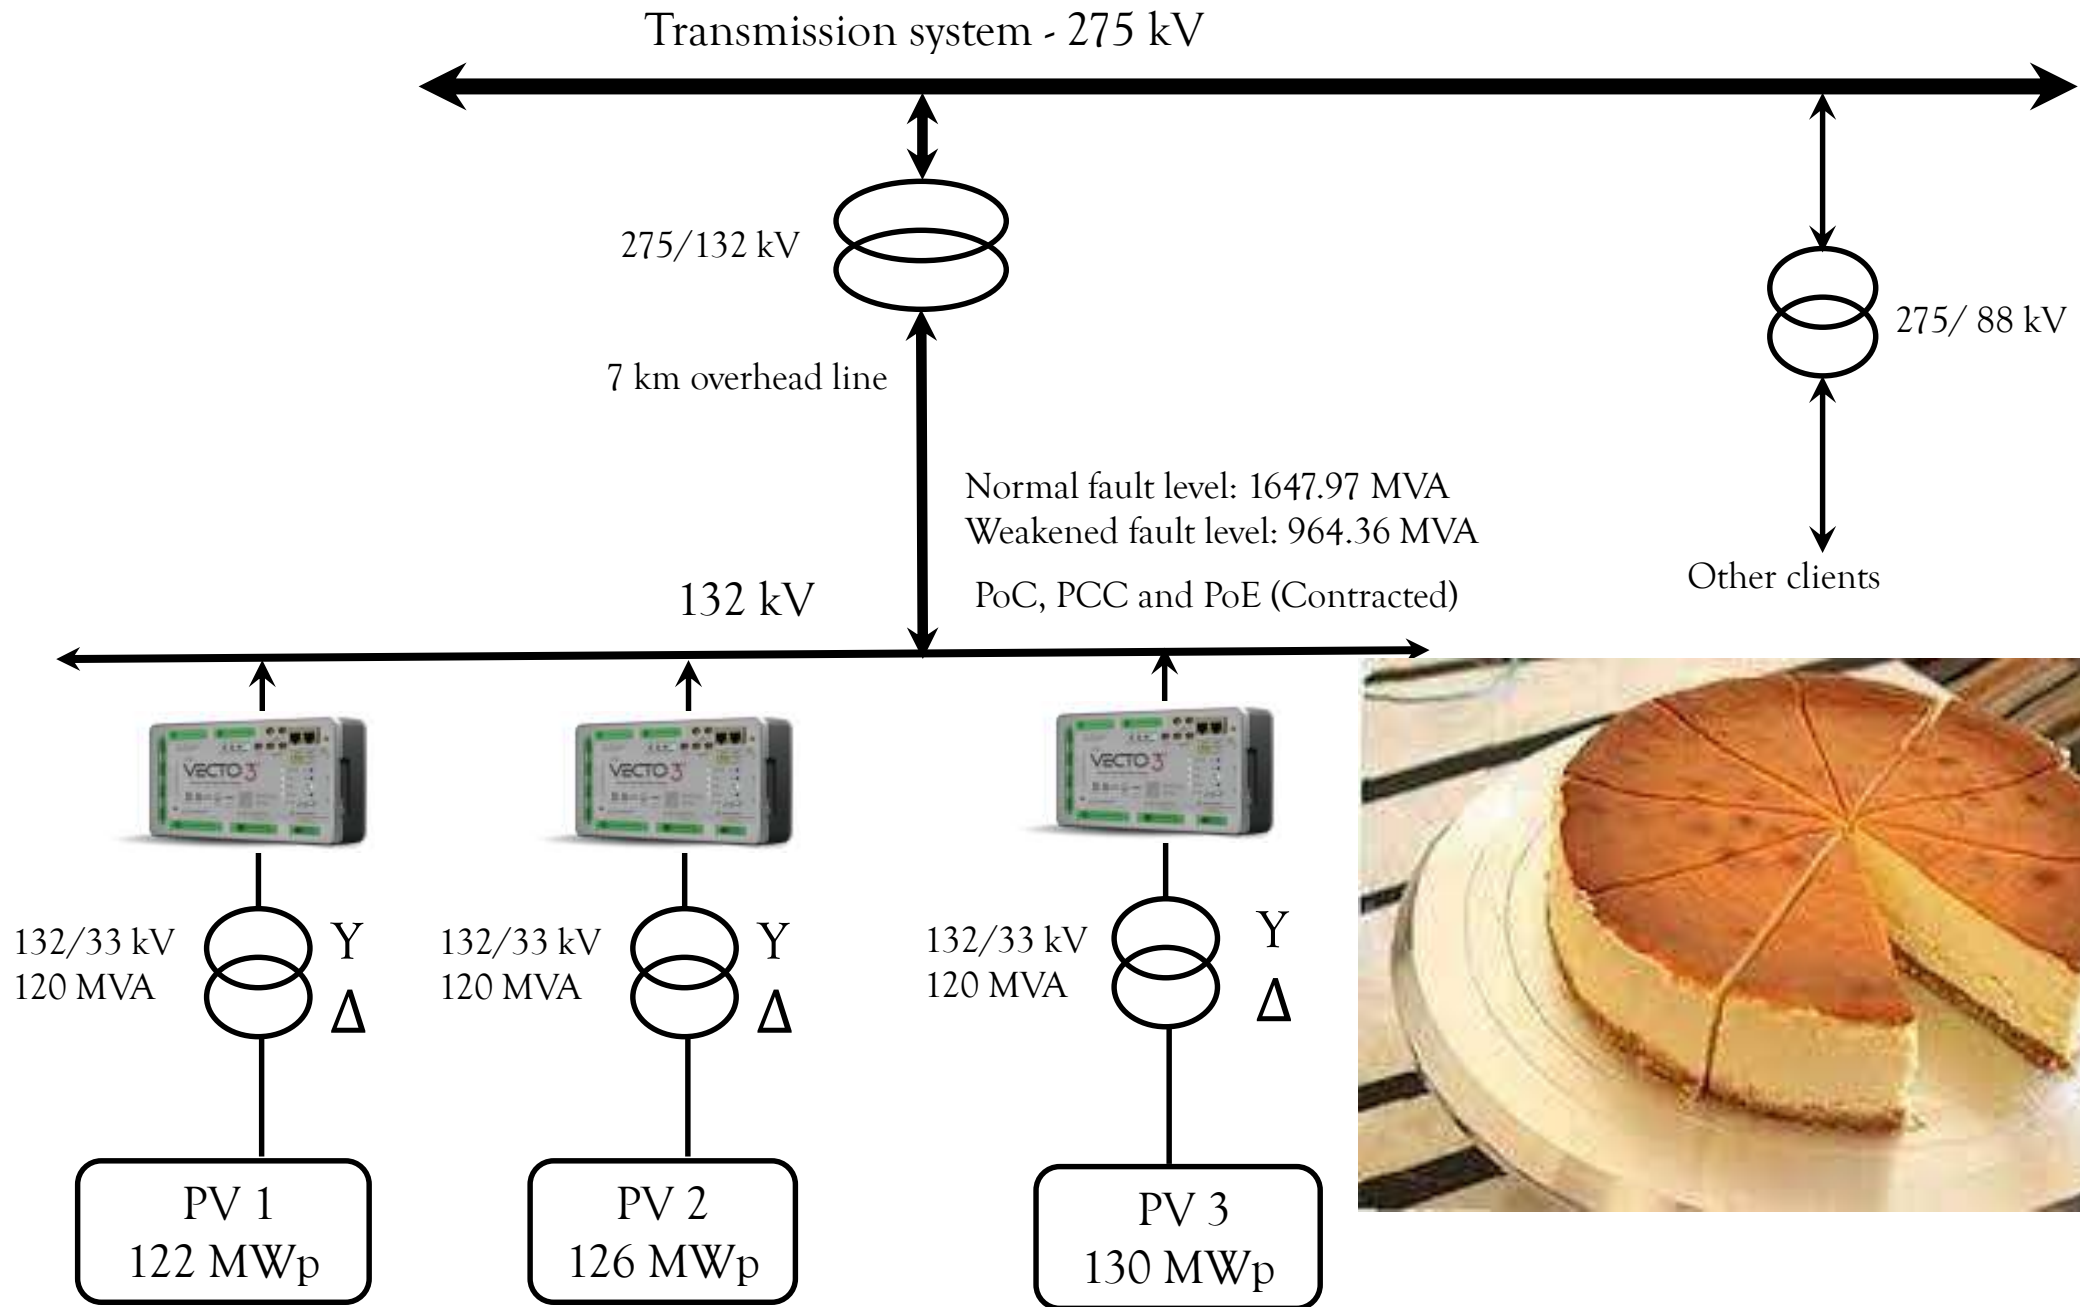 Transmission system - 275 kV
275/132 kV
275/ 88 kV
7 km overhead line
Normal fault level: 1647.97 MVA
Weakened fault level: 964.36 MVA
PoC, PCC and PoE (Contracted)
Other clients
132 kV
VECTO 3
VECTO 3
VECTO 3
132/33 kV
120 MVA
Y
Δ
132/33 kV
120 MVA
Y
Δ
132/33 kV
120 MVA
Y
Δ
PV 1
122 MWp
PV 2
126 MWp
PV 3
130 MWp